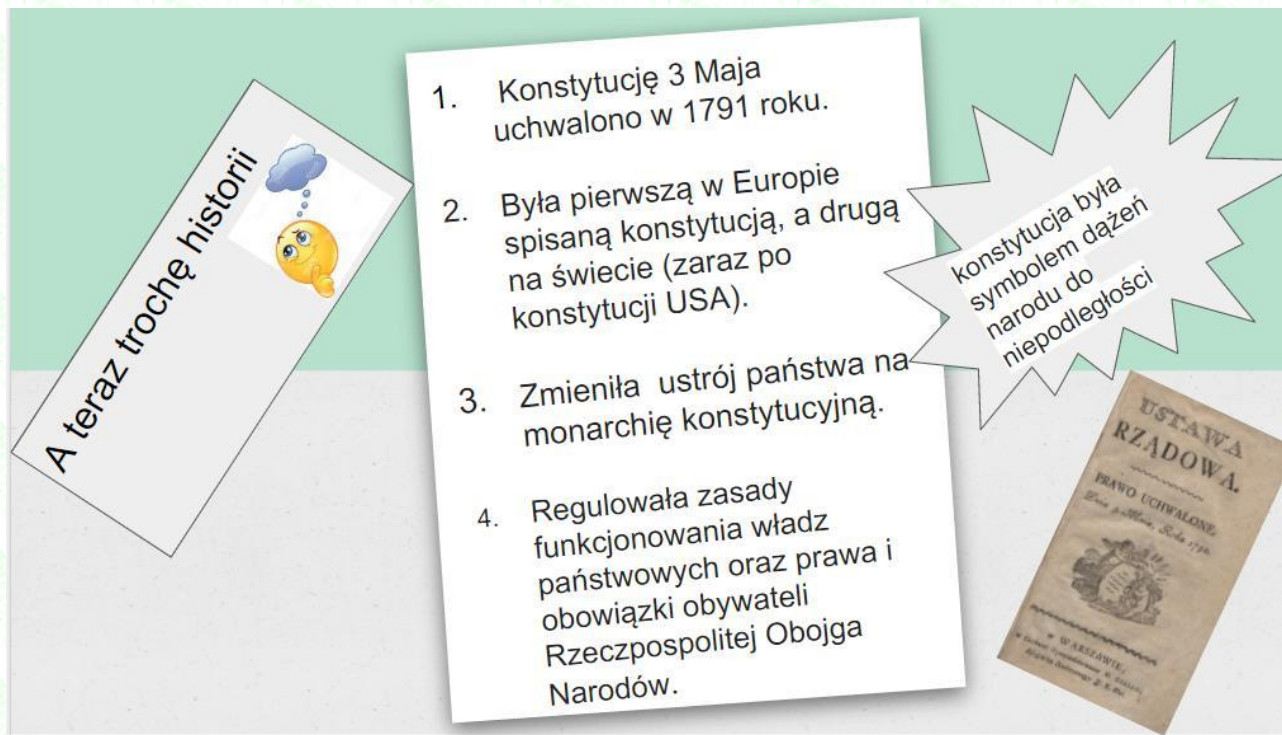 A teraz trochę historii
1. Konstytucję 3 Maja
uchwalono w 1791 roku.
2. Była pierwszą w Europie
spisaną konstytucją, a drugą
na świecie (zaraz po
konstytucji USA).
3. Zmieniła ustrój państwa na
monarchię konstytucyjną.
4. Regulowała zasady
funkcjonowania władz
państwowych oraz prawa i
obowiązki obywateli
Rzeczpospolitej Obojga
Narodów.
konstytucja była
symbolem dążeń
narodu do
niepodległości
USTAWA
RZĄDOWA.
PRAWO UCHWALONE.
w WARSZAWIE,